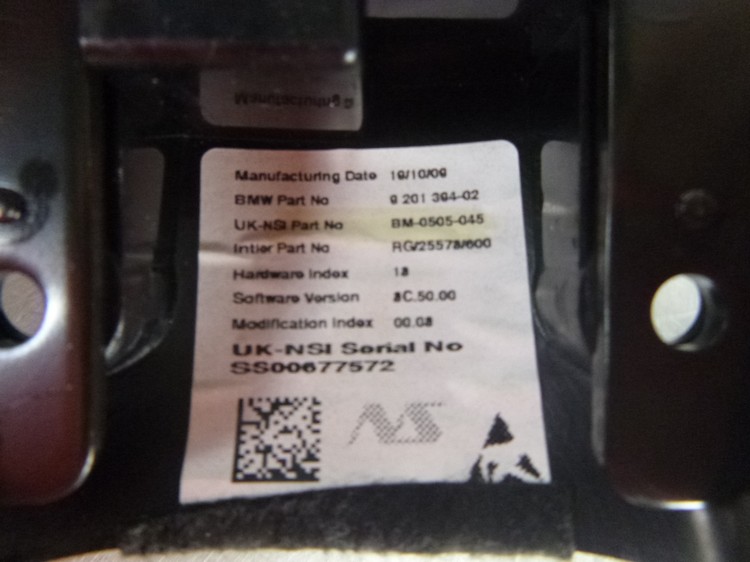 Manufacturing Date 19/10/09
BMW Part No 9 201 394-02
UK-NSI Part No BM-0505-045
Intier Part No RG/25578/600
Hardware Index 18
Software Version 8C.50.00
Modification Index 00.08
UK-NSI Serial No
SS00677572